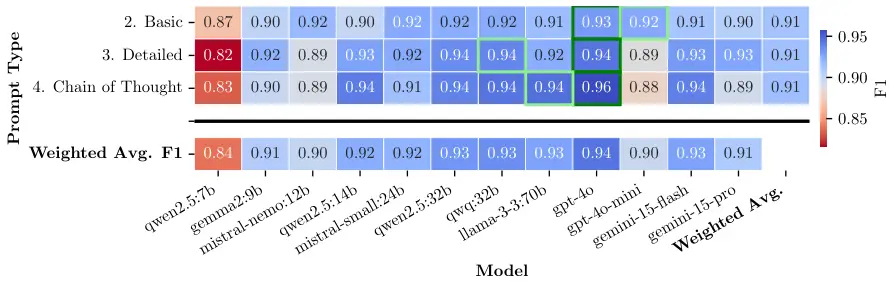 2. Basic 0.87 0.90 0.92 0.90 0.92 0.92 0.92 0.91 0.93 0.92 0.91 0.90 0.91
3. Detailed 0.82 0.92 0.89 0.93 0.92 0.94 0.94 0.92 0.94 0.89 0.93 0.93 0.91
4. Chain of Thought 0.83 0.90 0.89 0.94 0.91 0.94 0.94 0.94 0.96 0.88 0.94 0.89 0.91
Weighted Avg. F1 0.84 0.91 0.90 0.92 0.92 0.93 0.93 0.93 0.94 0.90 0.93 0.91
Prompt Type
qwen2.5:7b
gemma2:9b
mistral-nemo:12b
qwen2.5:14b
mistral-small:24b
qwen2.5:32b
qwq:32b
llama-3-3:70b
gpt-4o
gpt-4o-mini
gemini-15-flash
gemini-15-pro
Weighted Avg.
Model
0.95
0.90
0.85
F1